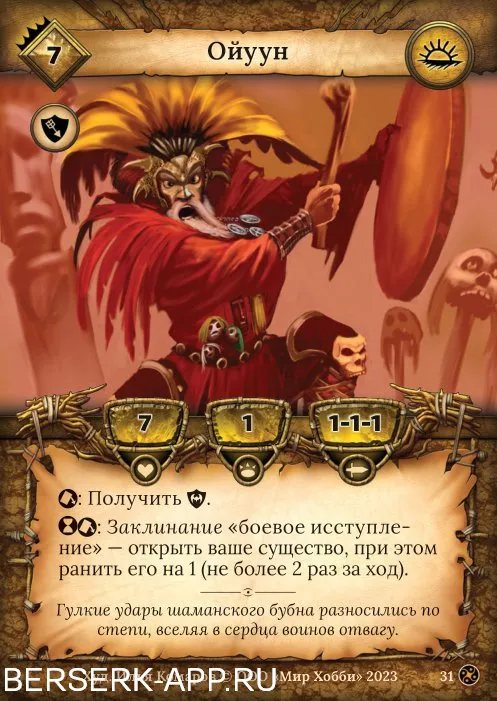 7
Ойуун
7
1
1-1-1
: Получить .
: Заклинание «боевое исступле-
ние» — открыть ваше существо, при этом
ранить его на 1 (не более 2 раз за ход).
Гулкие удары шаманского бубна разносились по
степи, вселяя в сердца воинов отвагу.
«Мир Хобби» 2023
31
BERSERK-APP.РУ